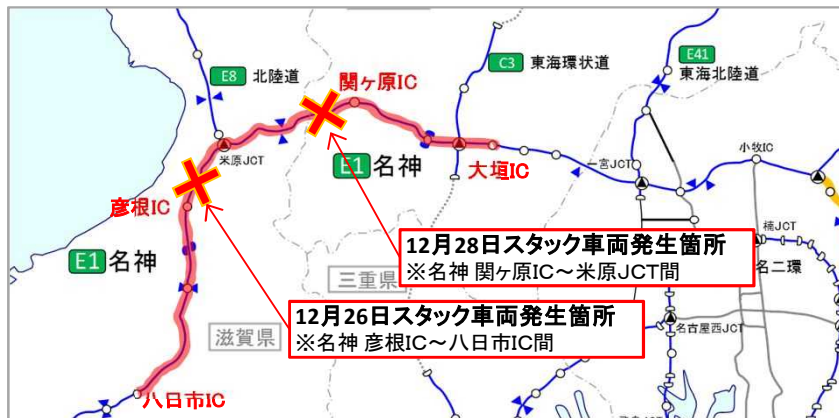 E8 北陸道
関ヶ原IC
C3 東海環状道
E41
東海北陸道
米原JCT
E1 名神
大垣IC
一宮JCT
小牧IC
彦根IC
楠JCT
E1 名神
12月28日スタック車両発生箇所
※名神 関ヶ原IC～米原JCT間
名二環
三重県
12月26日スタック車両発生箇所
※名神 彦根IC～八日市IC間
名古屋西JCT
滋賀県
八日市IC